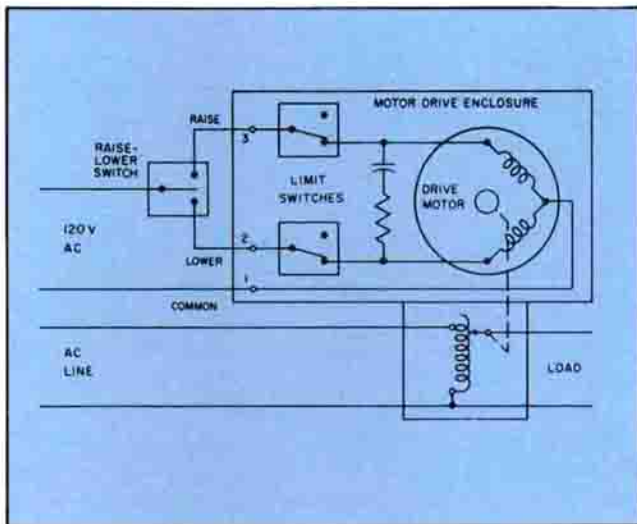 MOTOR DRIVE ENCLOSURE
RAISE
3
RAISE-
LOWER
SWITCH
LIMIT
SWITCHES
DRIVE
MOTOR
120 V
AC
2
LOWER
1
COMMON
AC
LINE
LOAD